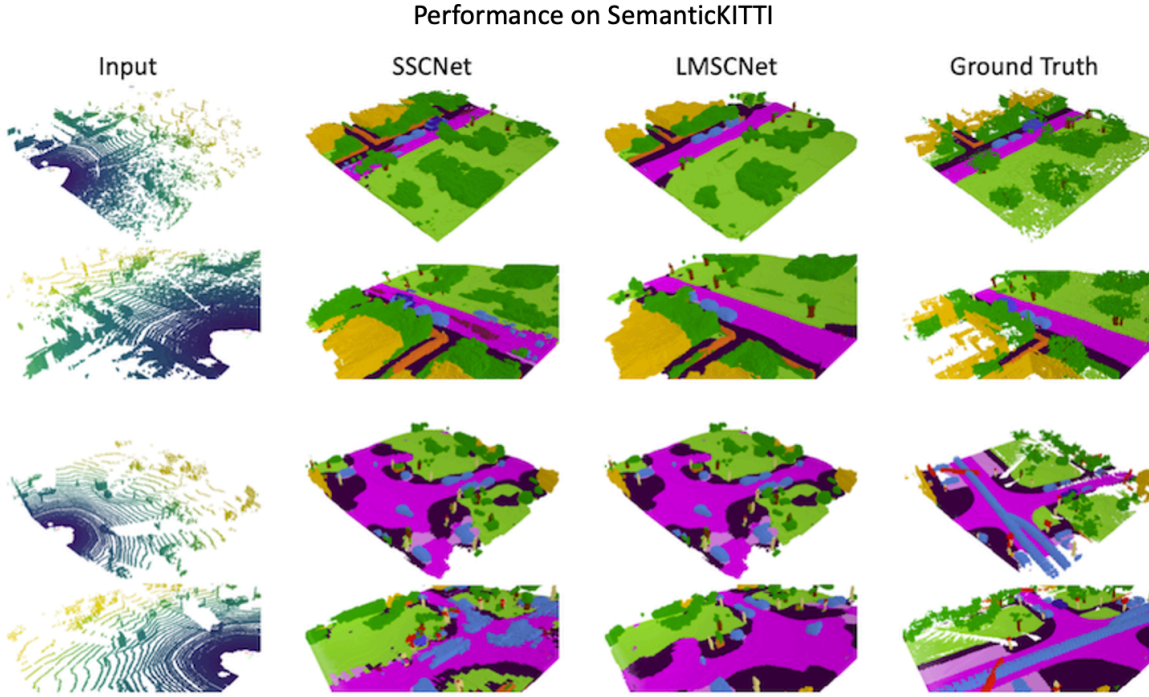 Performance on SemanticKITTI
Input
SSCNet
LMSCNet
Ground Truth